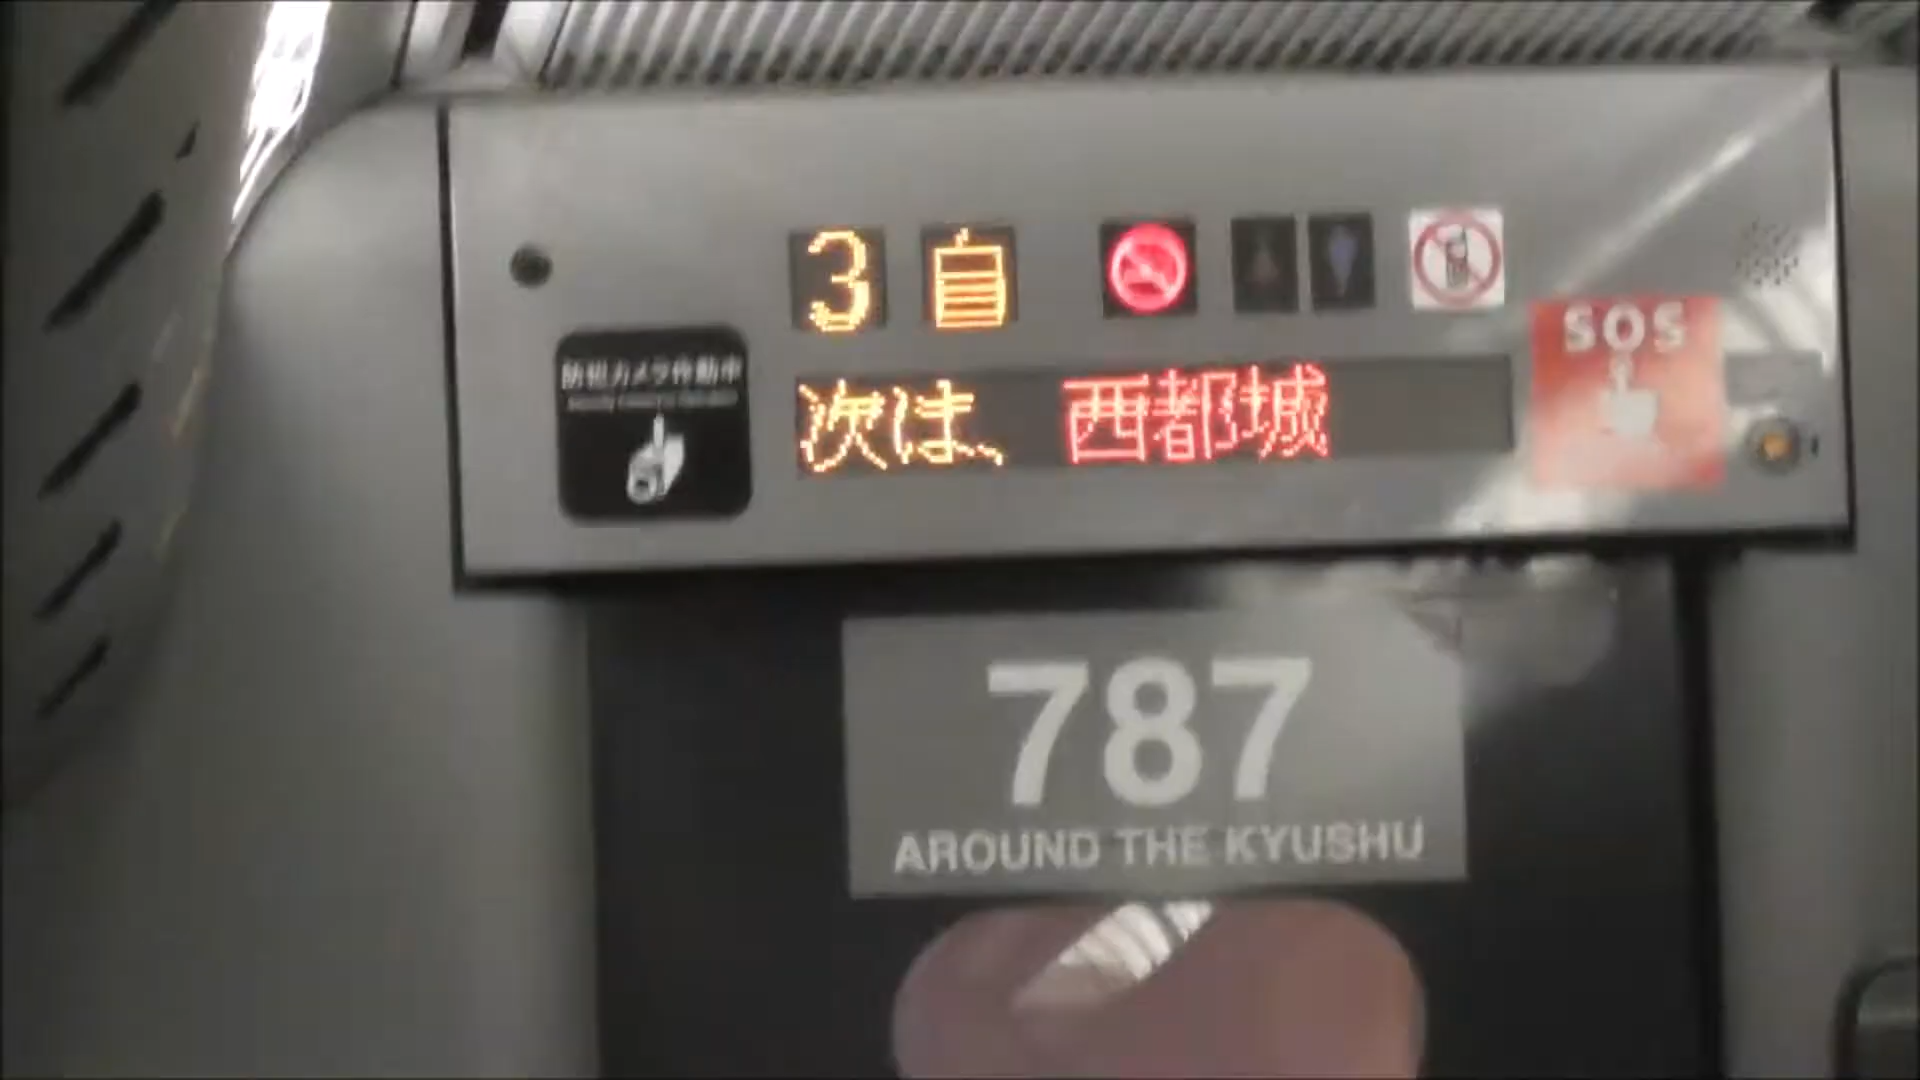 3 自
防犯カメラ作動中
SOS
次は、 西都城
787
AROUND THE KYUSHU